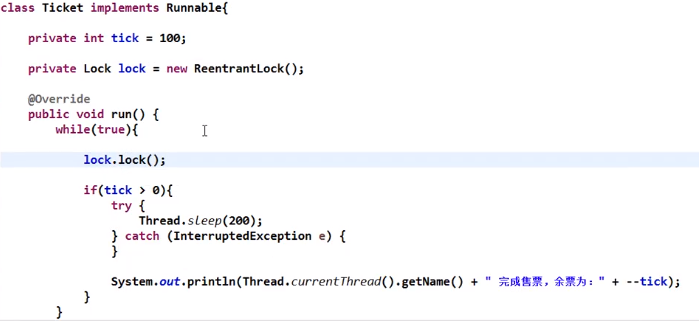 class Ticket implements Runnable{
private int tick = 100;
private Lock lock = new ReentrantLock();
@Override
public void run() {
while(true){
lock.lock();
if(tick > 0){
try {
Thread.sleep(200);
} catch (InterruptedException e) {
}
System.out.println(Thread.currentThread().getName() + " 完成售票，余票为：" + --tick);
}
}